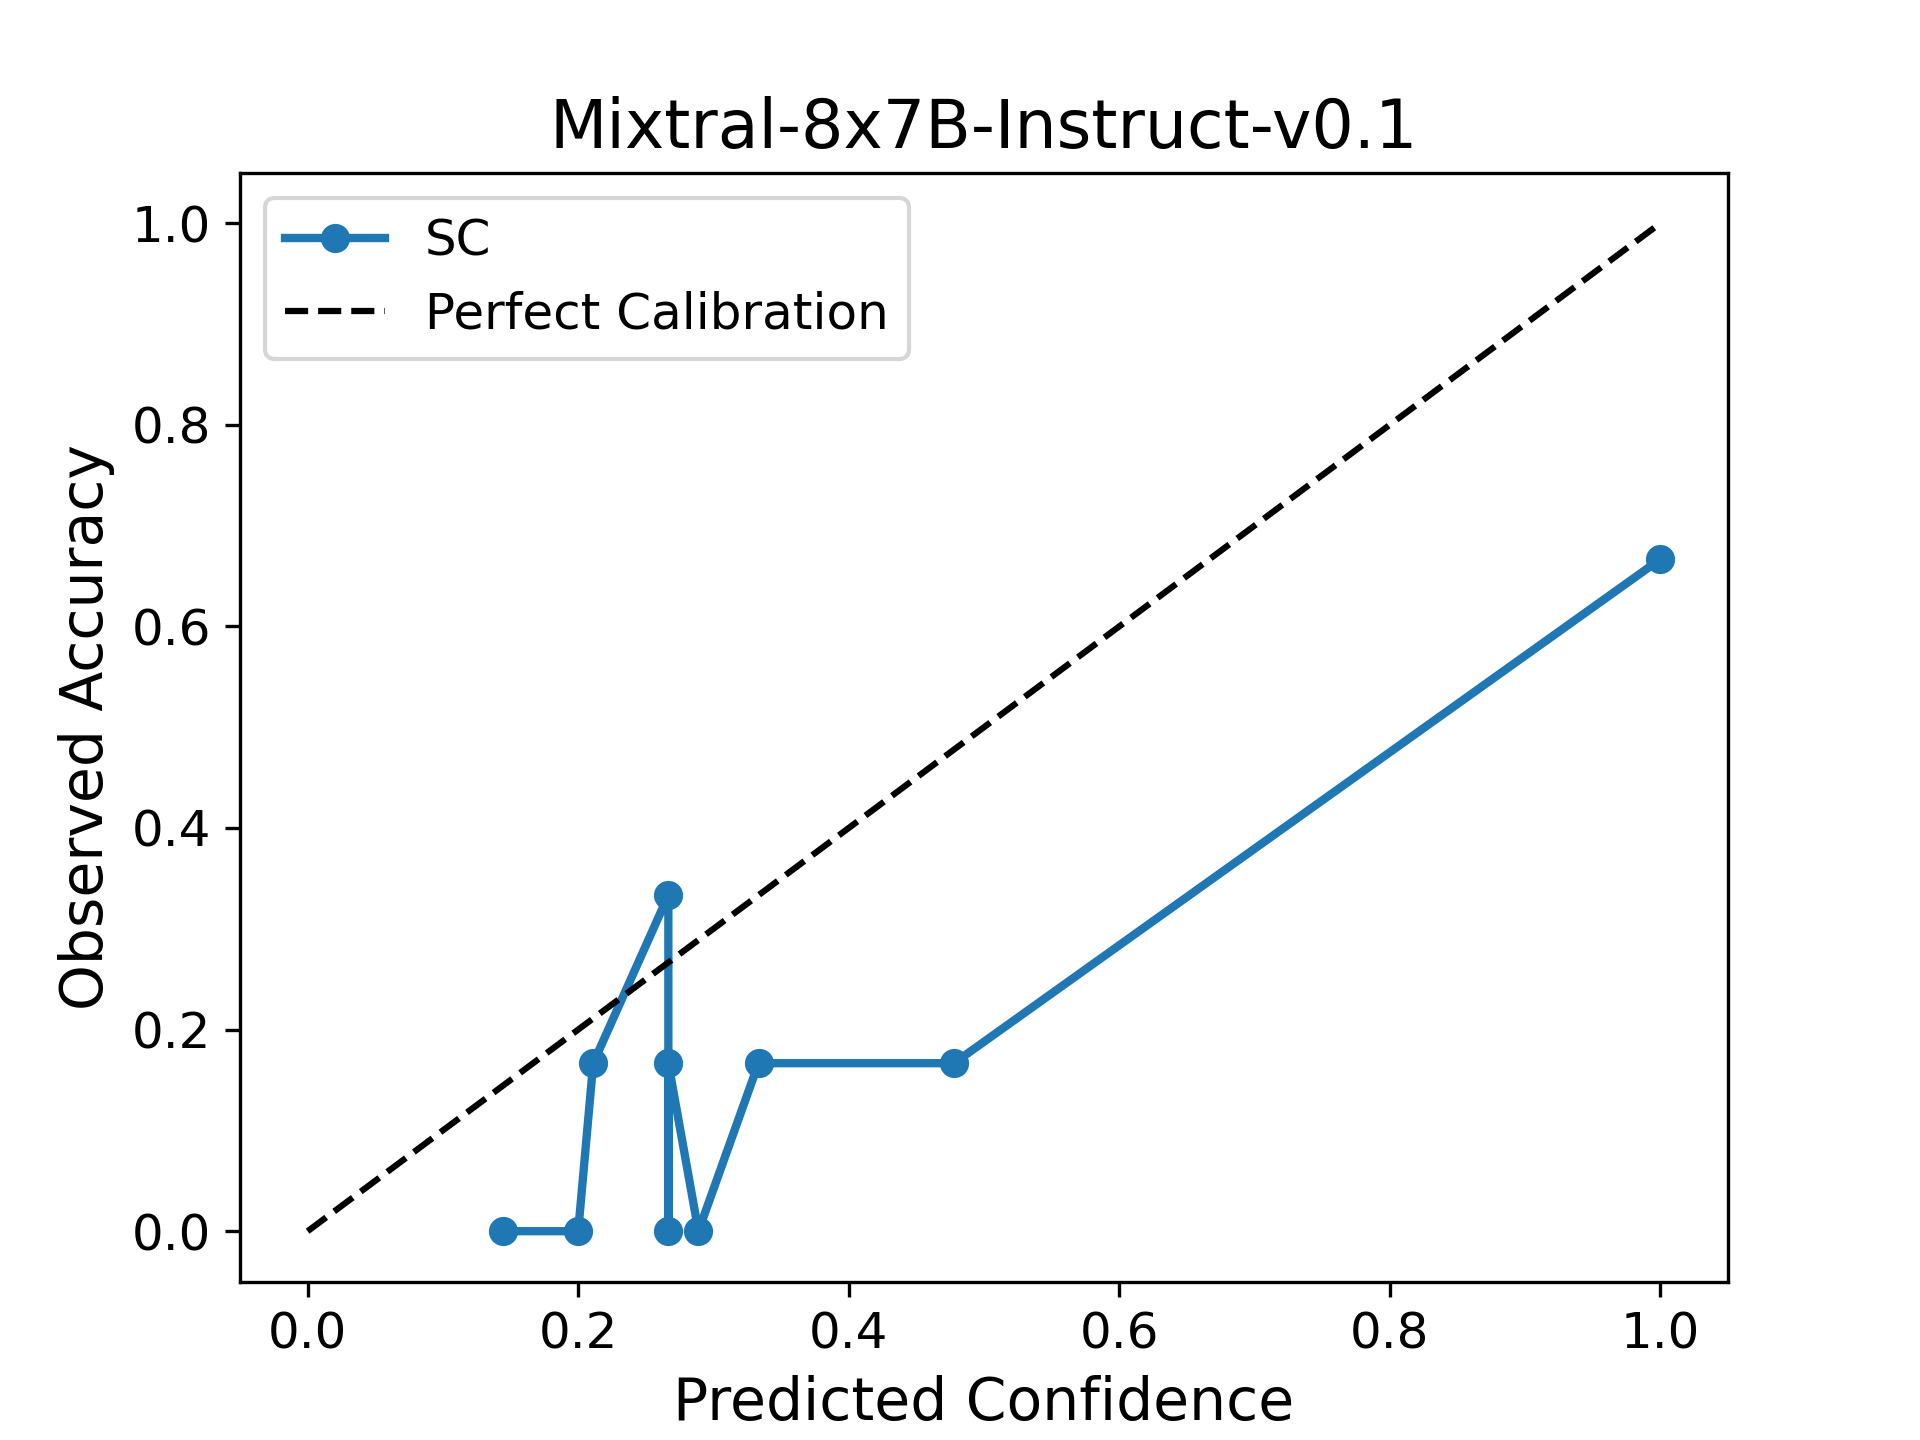 Mixtral-8x7B-Instruct-v0.1
SC
Perfect Calibration
1.0
0.8
0.6
0.4
0.2
0.0
Observed Accuracy
0.0 0.2 0.4 0.6 0.8 1.0
Predicted Confidence